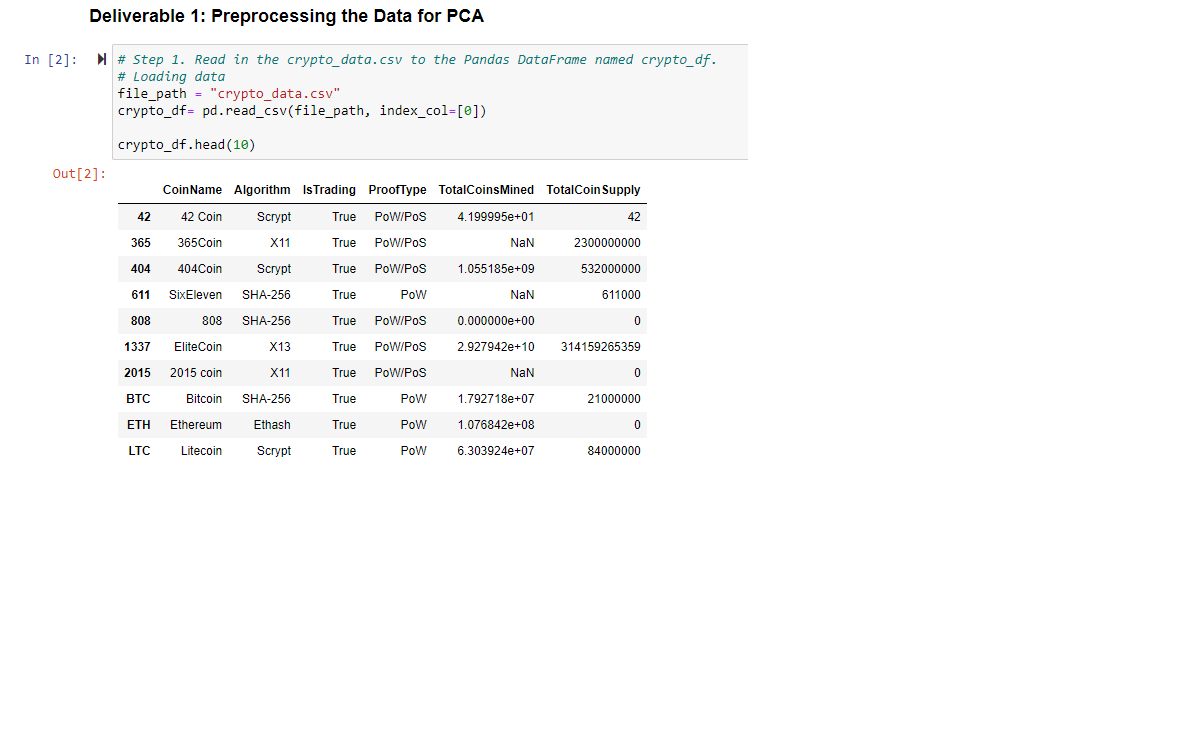 Deliverable 1: Preprocessing the Data for PCA
In [2]:
# Step 1. Read in the crypto_data.csv to the Pandas DataFrame named crypto_df.
# Loading data
file_path = "crypto_data.csv"
crypto_df= pd.read_csv(file_path, index_col=[0])
crypto_df.head(10)
Out[2]:
CoinName Algorithm IsTrading ProofType TotalCoinsMined TotalCoinSupply
42 42 Coin Scrypt True PoW/PoS 4.199995e+01 42
365 365Coin X11 True PoW/PoS NaN 2300000000
404 404Coin Scrypt True PoW/PoS 1.055185e+09 532000000
611 SixEleven SHA-256 True PoW NaN 611000
808 808 SHA-256 True PoW/PoS 0.000000e+00 0
1337 EliteCoin X13 True PoW/PoS 2.927942e+10 314159265359
2015 2015 coin X11 True PoW/PoS NaN 0
BTC Bitcoin SHA-256 True PoW 1.792718e+07 21000000
ETH Ethereum Ethash True PoW 1.076842e+08 0
LTC Litecoin Scrypt True PoW 6.303924e+07 84000000